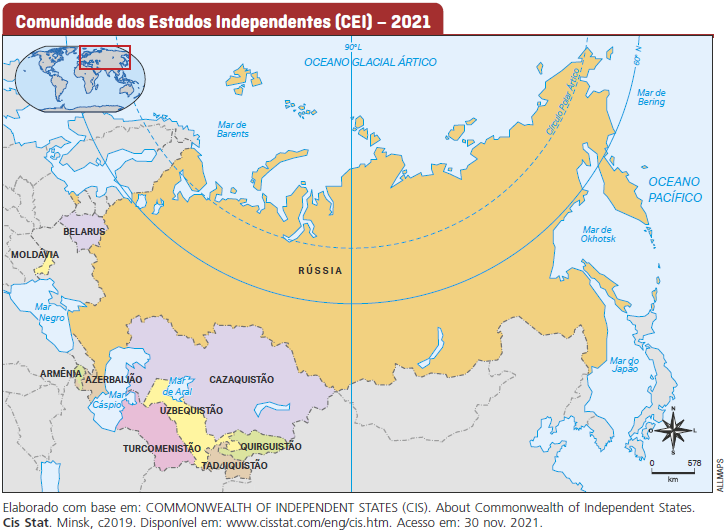 Comunidade dos Estados Independentes (CEI) – 2021
90°L
OCEANO GLACIAL ÁRTICO
60° N
Círculo Polar Ártico
Mar de
Bering
Mar de
Barents
OCEANO
PACÍFICO
BELARUS
Mar de
Okhotsk
MOLDÁVIA
RÚSSIA
Mar
Negro
Mar do
Japão
ARMÊNIA
AZERBAIJÃO
CAZAQUISTÃO
Mar
de Aral
Mar
Cáspio
UZBEQUISTÃO
N
O
L
S
TURCOMENISTÃO
QUIRGUISTÃO
TADJIQUISTÃO
0 578
km
ALLMAPS
Elaborado com base em: COMMONWEALTH OF INDEPENDENT STATES (CIS). About Commonwealth of Independent States.
Cis Stat. Minsk, c2019. Disponível em: www.cisstat.com/eng/cis.htm. Acesso em: 30 nov. 2021.